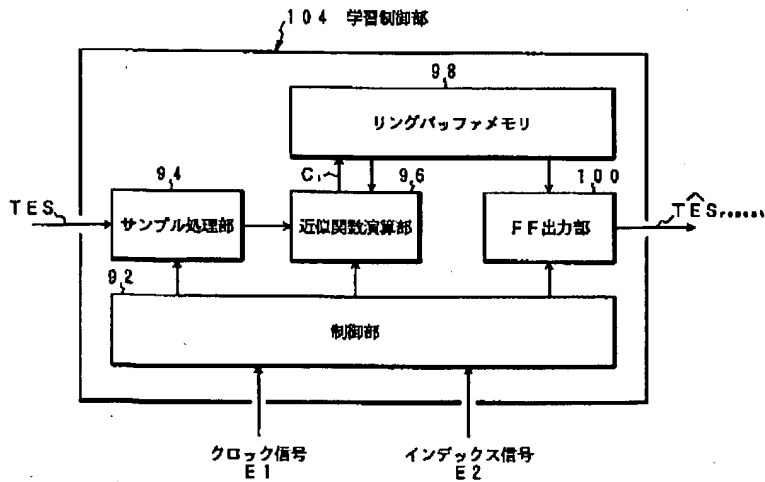 104 学習制御部
98
リングバッファメモリ
Ci
94
96
100
TES
サンプル処理部
近似関数演算部
FF出力部
T^ES repeat
92
制御部
クロック信号
E1
インデックス信号
E2